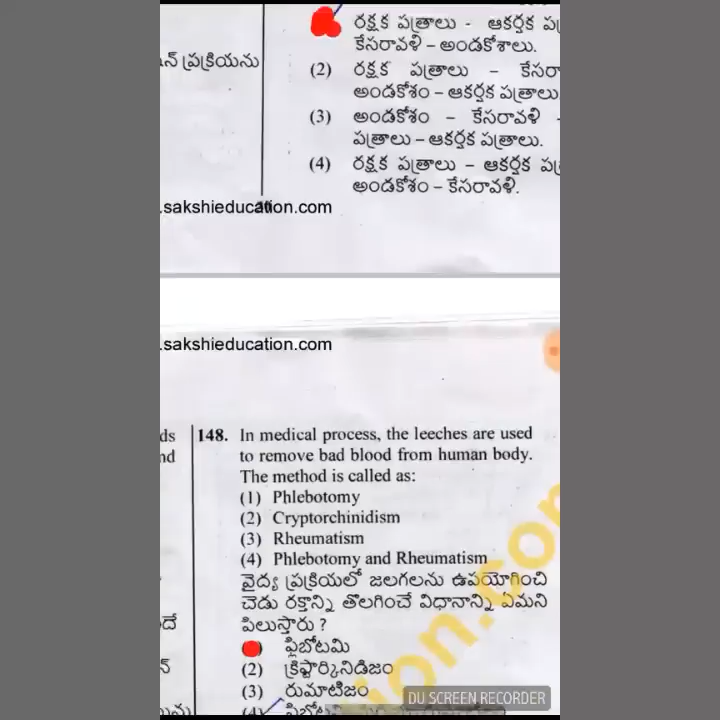 రక్షక పత్రాలు - ఆకర్షక
కేసరావళి – అండకోశాలు.
న్ ప్రక్రియను
(2) రక్షక పత్రాలు –
అండకోశం – ఆకర్షక పత్రాలు
(3) అండకోశం – కేసరావళి –
పత్రాలు – ఆకర్షక పత్రాలు.
(4) రక్షక పత్రాలు – ఆకర్షక
అండకోశం – కేసరావళి.
.sakshieducation.com
.sakshieducation.com
ds
nd
148. In medical process, the leeches are used
to remove bad blood from human body.
The method is called as:
(1) Phlebotomy
(2) Cryptorchinidism
(3) Rheumatism
(4) Phlebotomy and Rheumatism
వైద్య ప్రక్రియలో జలగలను ఉపయోగించి
చెడు రక్తాన్ని తొలగించే విధానాన్ని ఏమని
పిలుస్తారు ?
ఫ్లిబోటమి
(2) క్రిప్టార్కినిడిజం
(3) రుమాటిజం
(4)
DU SCREEN RECORDER